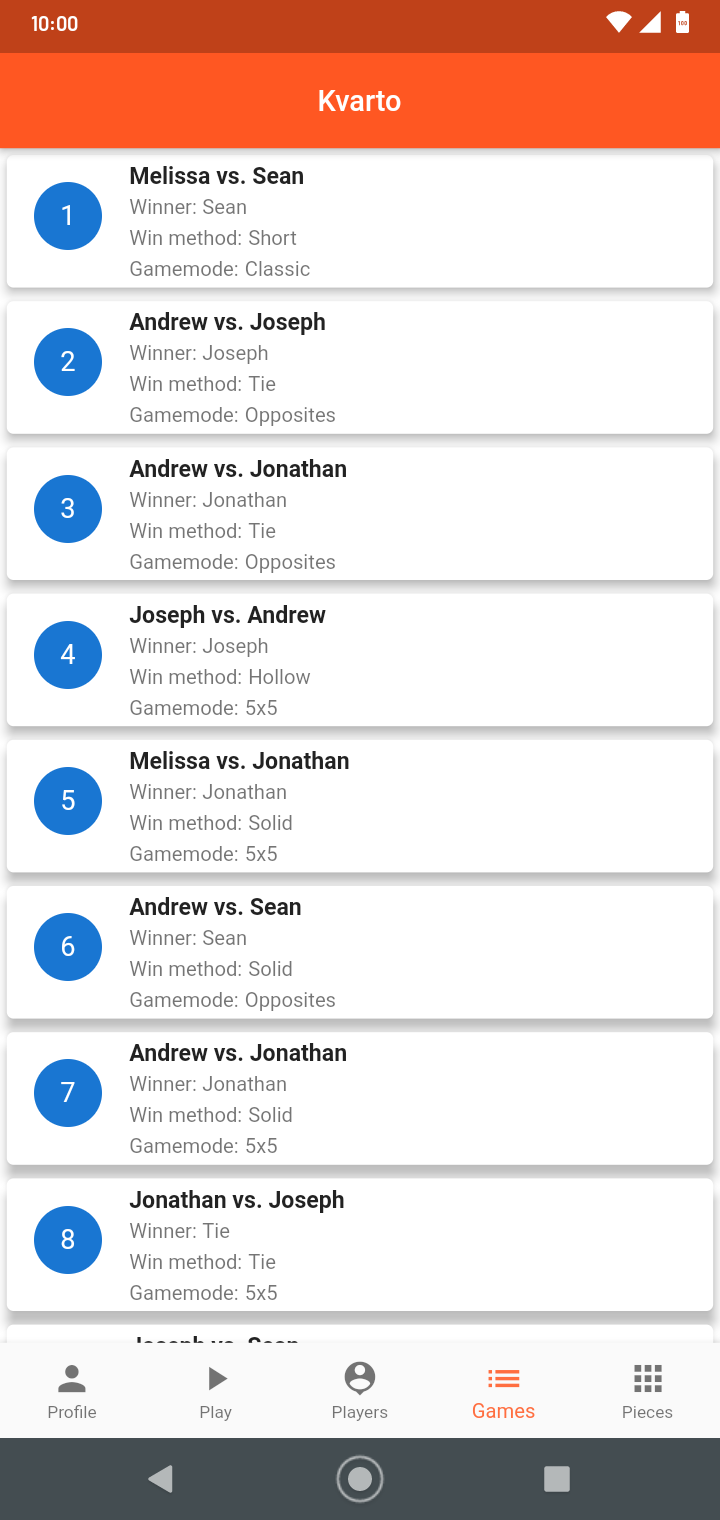 10:00
100
Kvarto
1
Melissa vs. Sean
Winner: Sean
Win method: Short
Gamemode: Classic
2
Andrew vs. Joseph
Winner: Joseph
Win method: Tie
Gamemode: Opposites
3
Andrew vs. Jonathan
Winner: Jonathan
Win method: Tie
Gamemode: Opposites
4
Joseph vs. Andrew
Winner: Joseph
Win method: Hollow
Gamemode: 5x5
5
Melissa vs. Jonathan
Winner: Jonathan
Win method: Solid
Gamemode: 5x5
6
Andrew vs. Sean
Winner: Sean
Win method: Solid
Gamemode: Opposites
7
Andrew vs. Jonathan
Winner: Jonathan
Win method: Solid
Gamemode: 5x5
8
Jonathan vs. Joseph
Winner: Tie
Win method: Tie
Gamemode: 5x5
Joseph vs. Sean
Profile
Play
Players
Games
Pieces